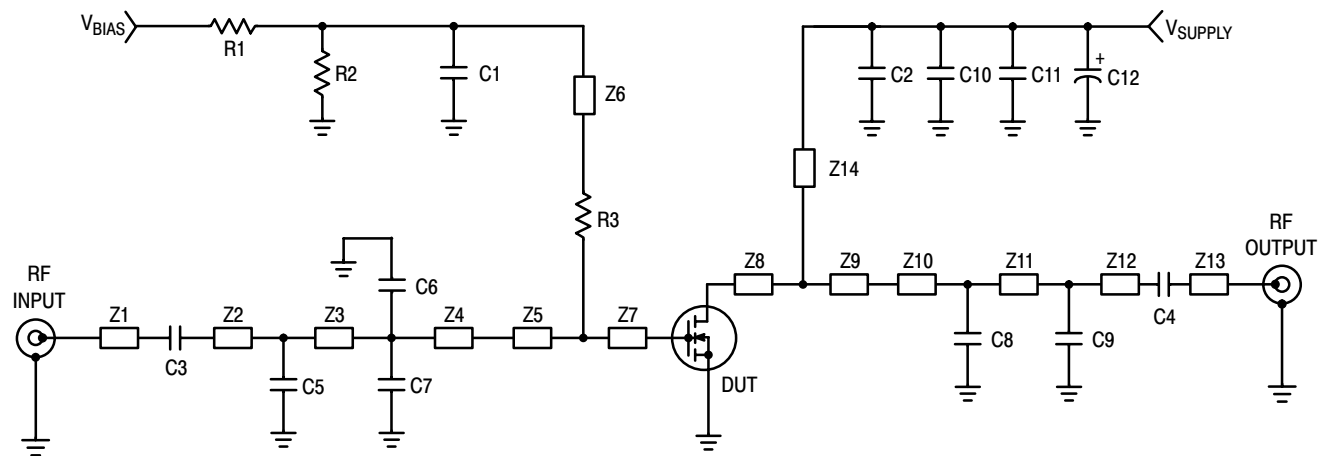 VBIAS
R1
R2
C1
Z6
R3
VSUPPLY
C2
C10
C11
+
C12
Z14
RF
INPUT
Z1
C3
Z2
C5
Z3
C6
C7
Z4
Z5
Z7
DUT
Z8
Z9
Z10
C8
Z11
C9
Z12
C4
Z13
RF
OUTPUT